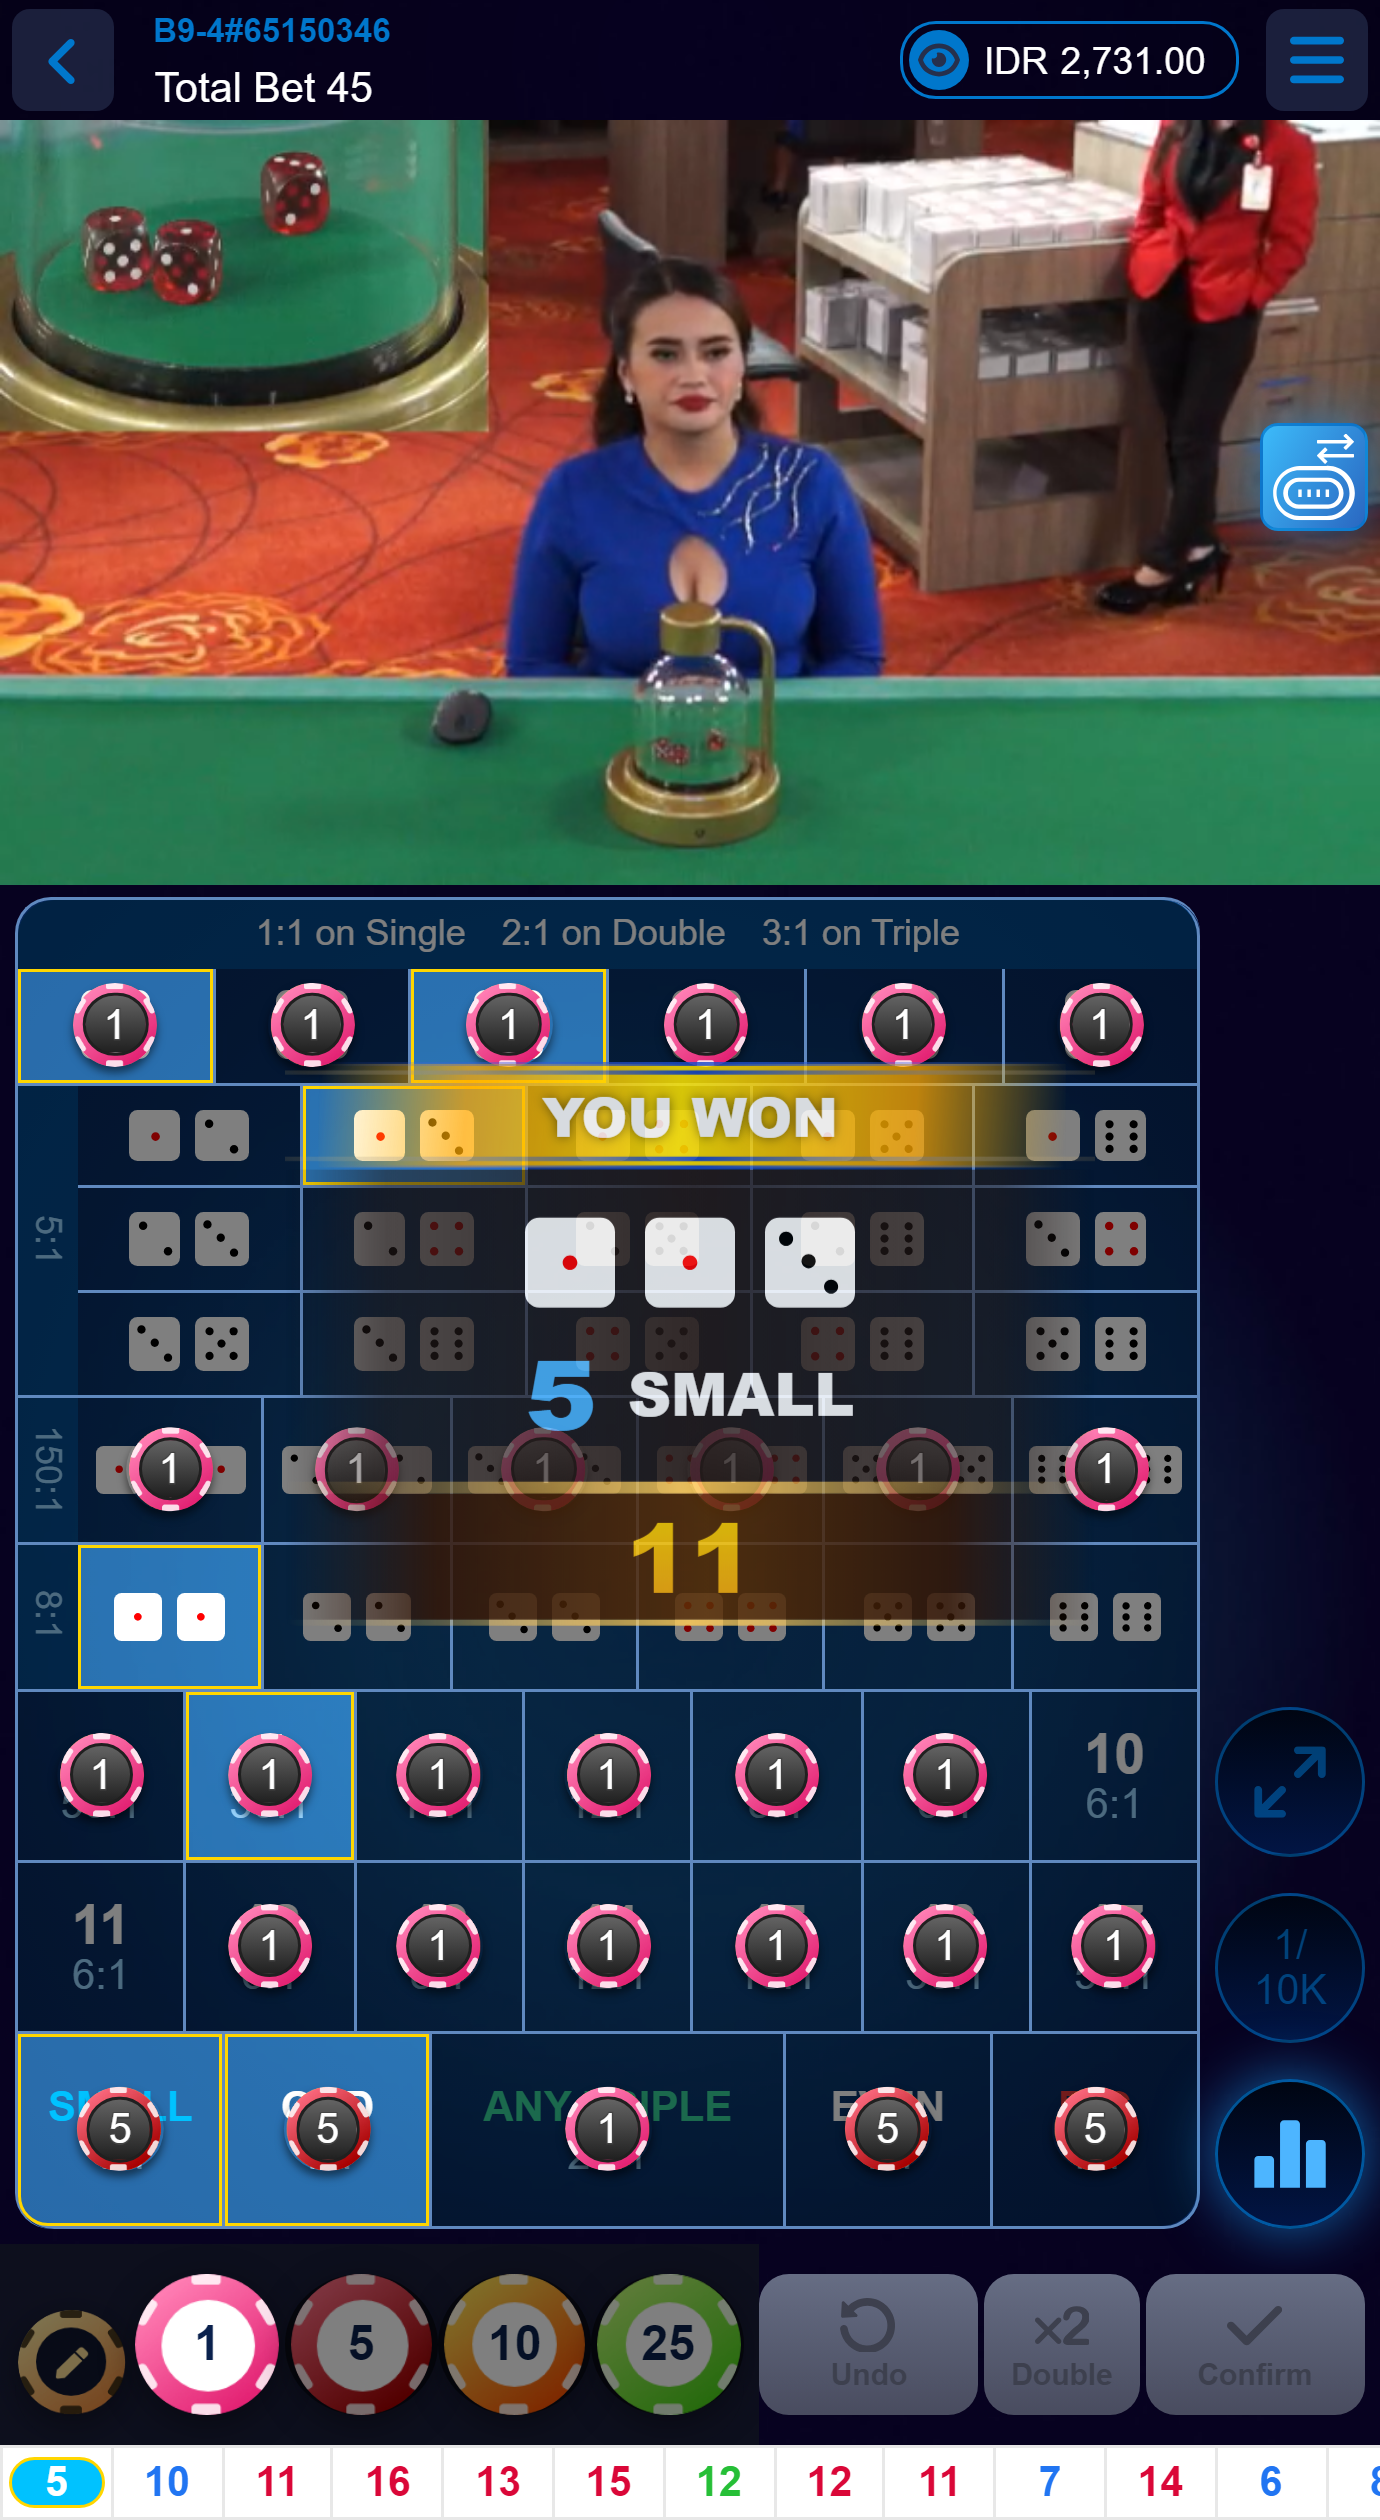 B9-4#65150346
Total Bet 45
IDR 2,731.00
1:1 on Single 2:1 on Double 3:1 on Triple
1 1 1 1 1 1
YOU WON
5:1
5 SMALL
150:1
1 1 1 1 1 1
11
8:1
1 1 1 1 1 1 10
6:1
11 1 1 1 1 1 1
6:1
1/
10K
5 5 1 5 5
1 5 10 25
Undo x2 Double Confirm
5 10 11 16 13 15 12 12 11 7 14 6